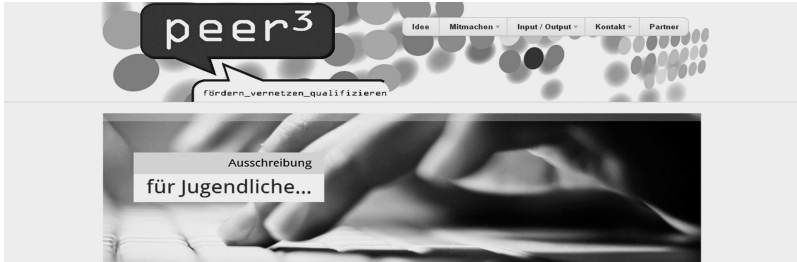 peer³
Idee Mitmachen Input / Output Kontakt Partner
fördern_vernetzen_qualifizieren
Ausschreibung
für Jugendliche...